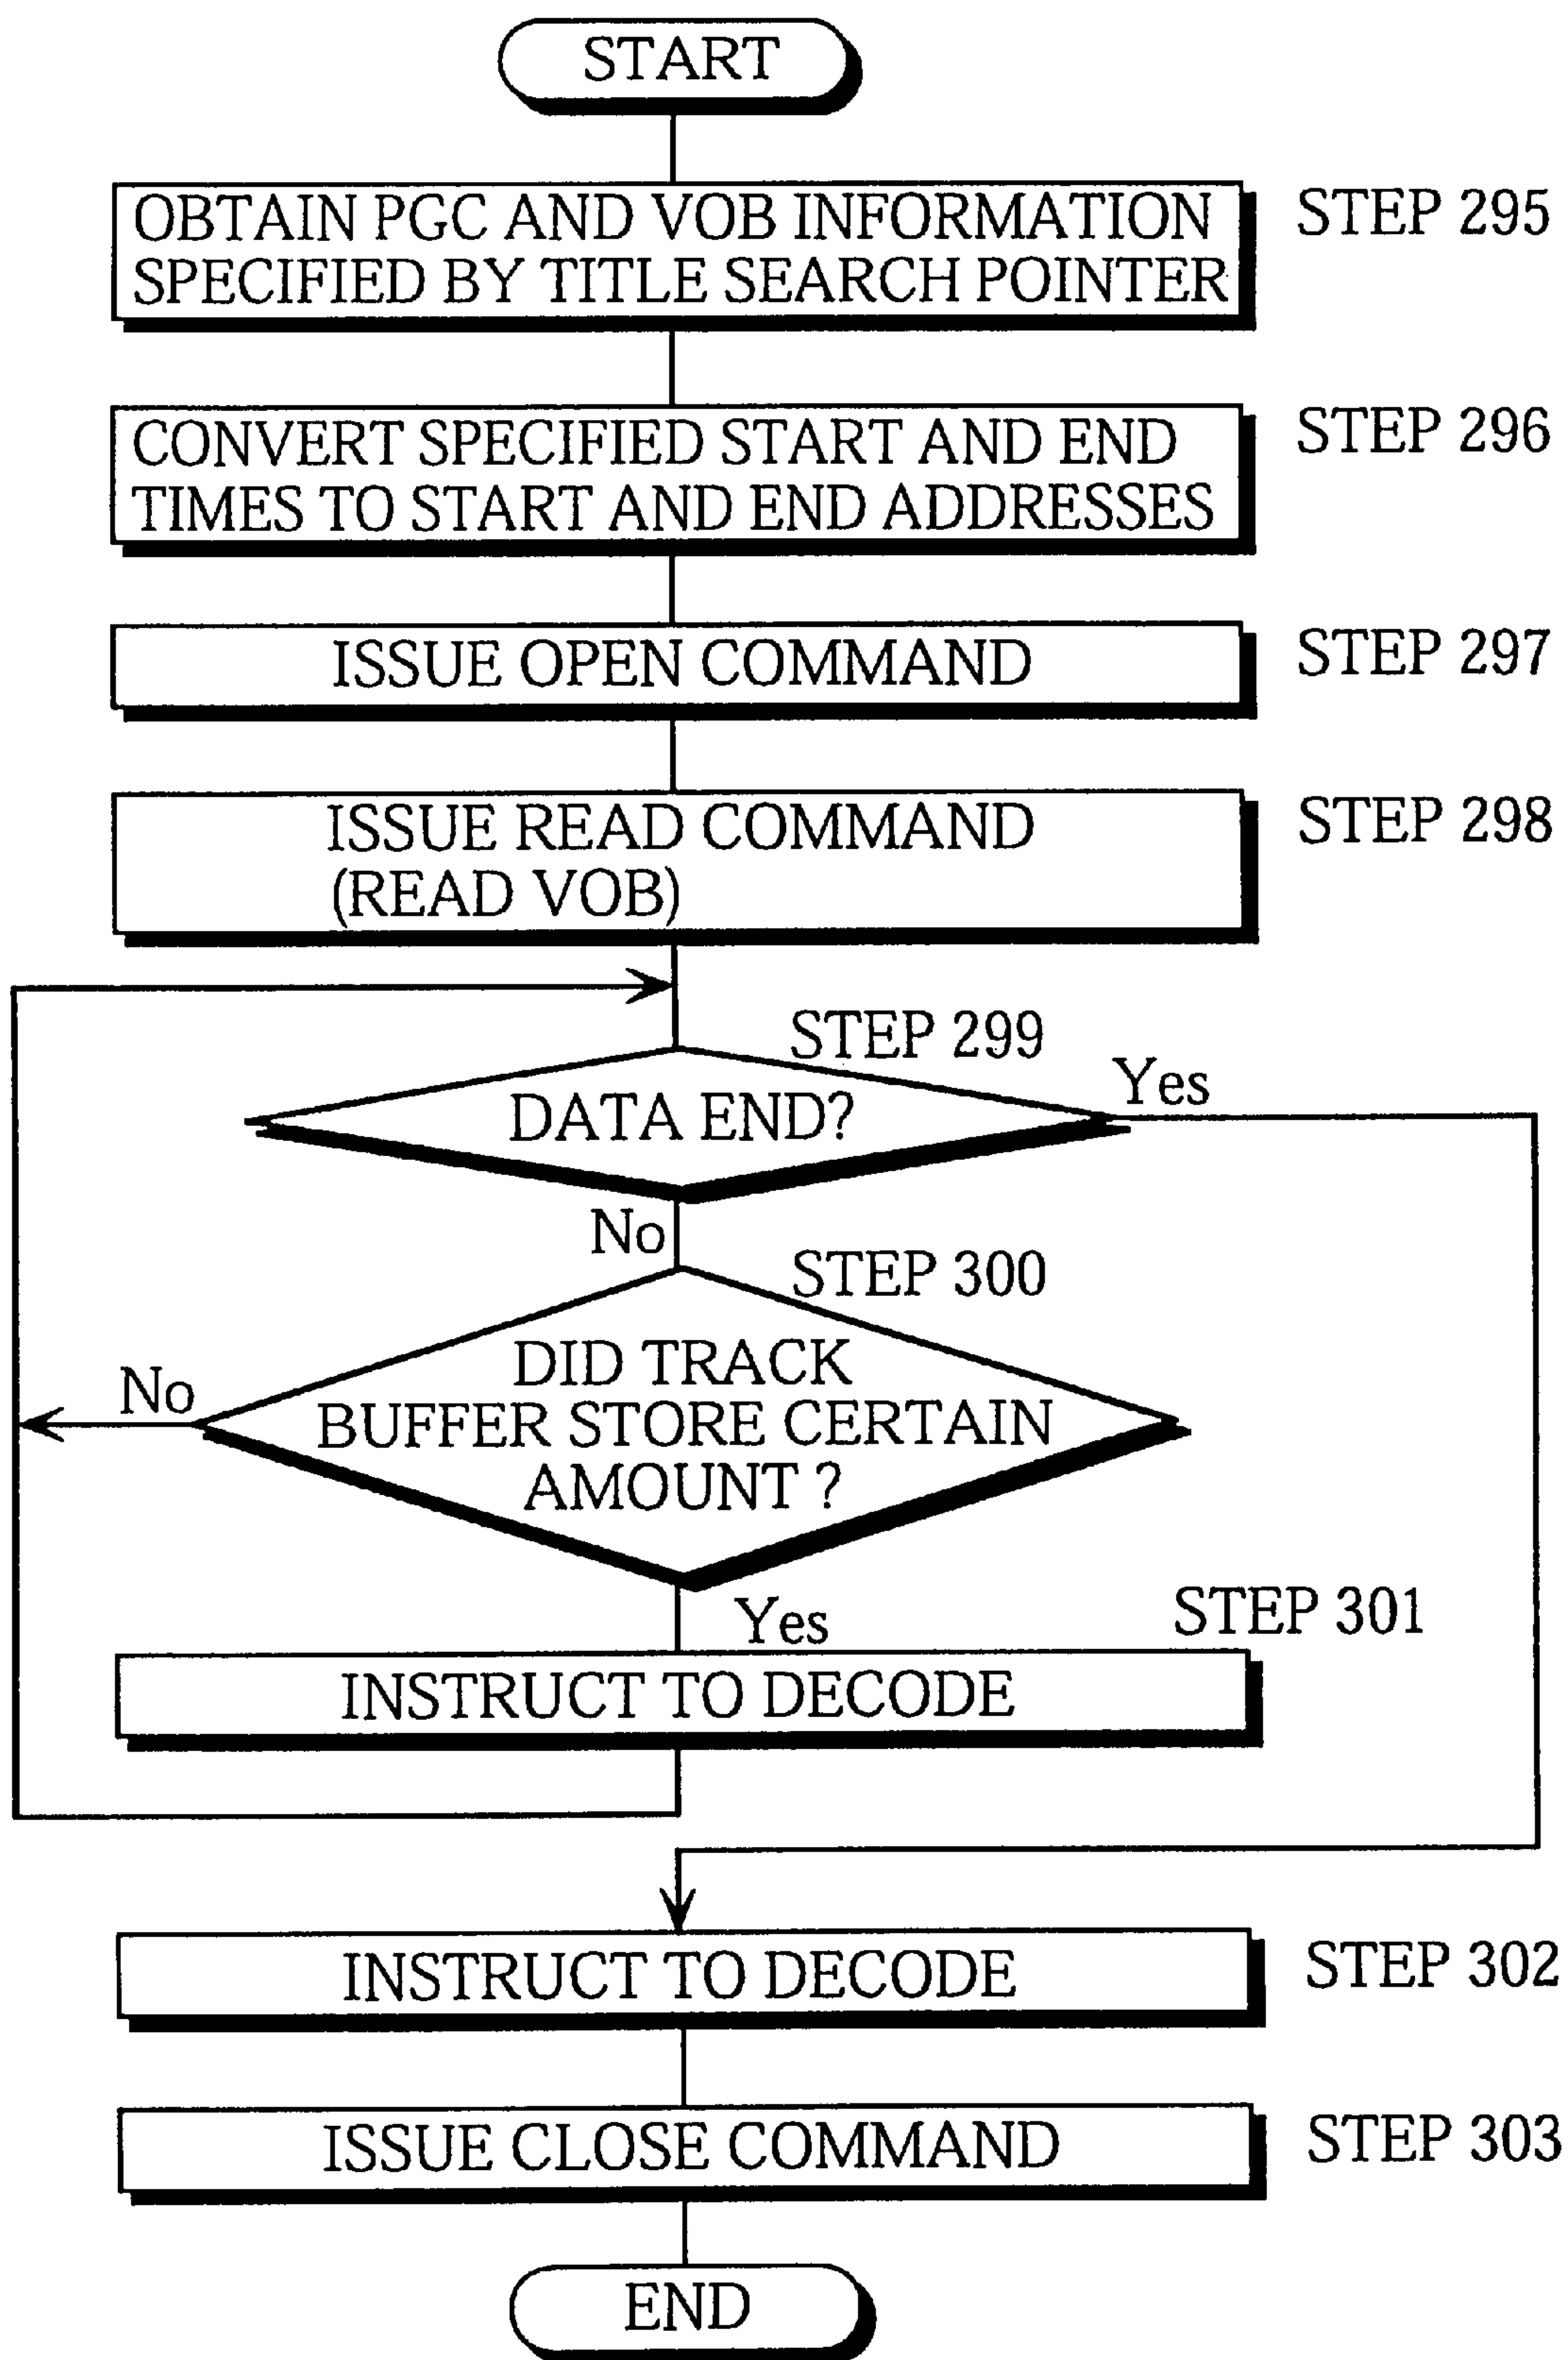 START
OBTAIN PGC AND VOB INFORMATION
SPECIFIED BY TITLE SEARCH POINTER
STEP 295
CONVERT SPECIFIED START AND END
TIMES TO START AND END ADDRESSES
STEP 296
ISSUE OPEN COMMAND
STEP 297
ISSUE READ COMMAND
(READ VOB)
STEP 298
STEP 299
DATA END?
Yes
No
STEP 300
DID TRACK
BUFFER STORE CERTAIN
AMOUNT ?
No
Yes
STEP 301
INSTRUCT TO DECODE
INSTRUCT TO DECODE
STEP 302
ISSUE CLOSE COMMAND
STEP 303
END